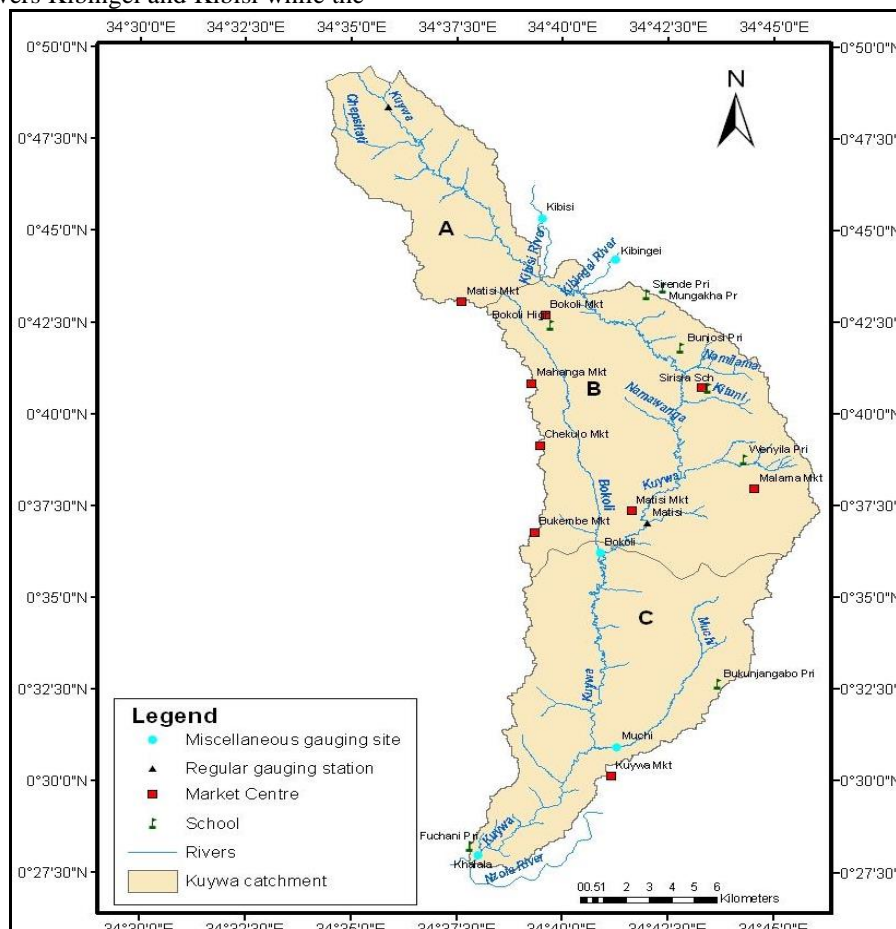 vers Kibingei and Kibisi while the
34°30'0"E 34°32'30"E 34°35'0"E 34°37'30"E 34°40'0"E 34°42'30"E 34°45'0"E
0°50'0"N 0°50'0"N
N
Kuywa
Chepsitati
0°47'30"N 0°47'30"N
Kibisi
0°45'0"N A 0°45'0"N
Kibisi River
Kibingei River
Kibingei
Sirende Pri
Matisi Mkt Bokoli Mkt Mungakha Pr
0°42'30"N Bokoli Hig 0°42'30"N
Bunjosi Pri
Namilama
Mahanga Mkt Sirisia Sch
B Kituni
0°40'0"N 0°40'0"N
Chekulo Mkt
Wenyila Pri
Kuywa Malama Mkt
0°37'30"N Bokoli Matisi Mkt 0°37'30"N
Bukembe Mkt Matisi
Bokoli
0°35'0"N 0°35'0"N
C
Muchi
0°32'30"N Bukunjangabo Pri 0°32'30"N
Kuywa
Legend
Miscellaneous gauging site Muchi
Regular gauging station
0°30'0"N Kuywa Mkt 0°30'0"N
Market Centre
School
Fuchani Pri Kuywa
Rivers
Khalala Nzoia River
0°27'30"N Kuywa catchment 0°27'30"N
00.51 2 3 4 5 6
Kilometers
34°30'0"E 34°32'30"E 34°35'0"E 34°37'30"E 34°40'0"E 34°42'30"E 34°45'0"E